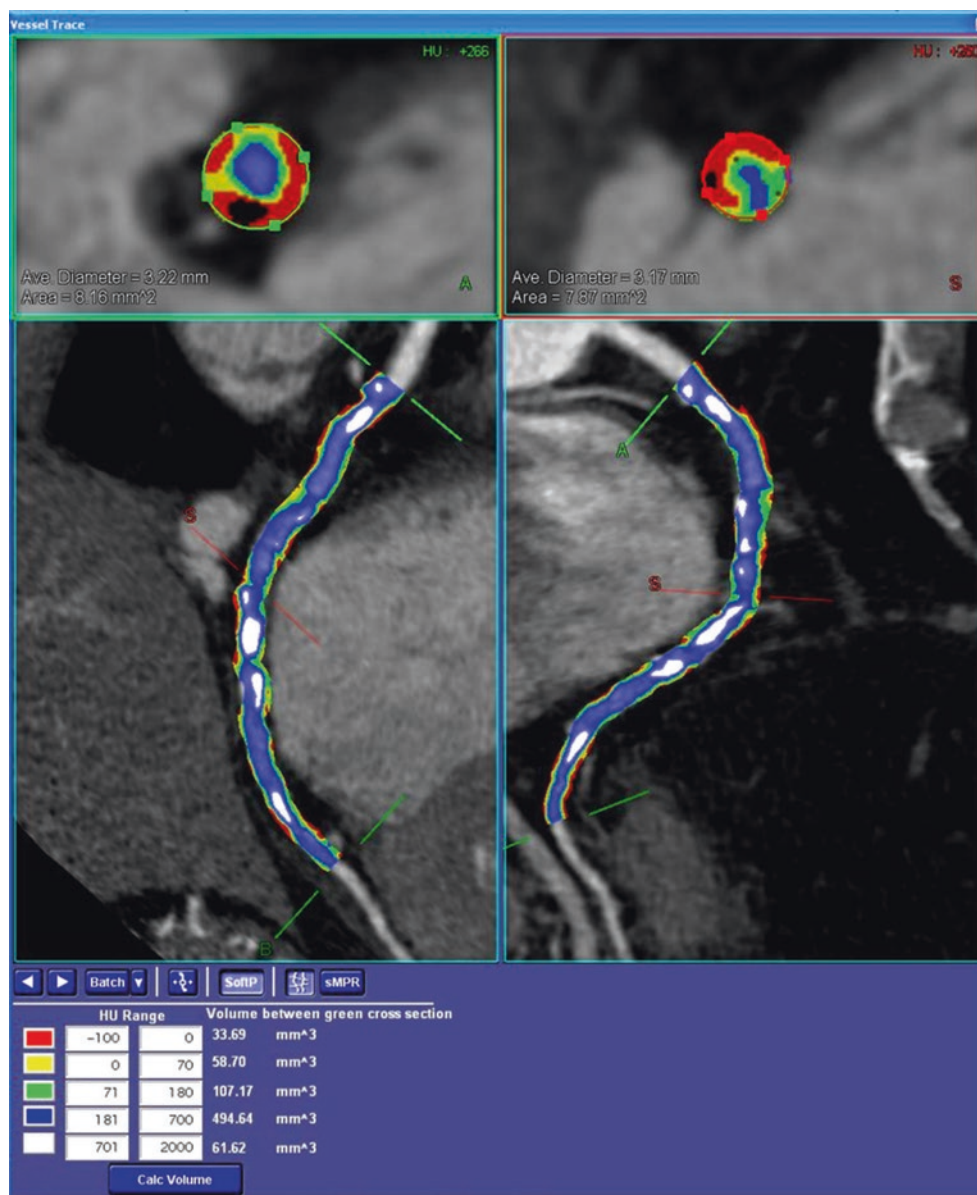 Vessel Trace
HU: +266
Ave. Diameter = 3.22 mm
Area = 8.16 mm^2
A
HU: +260
Ave. Diameter = 3.17 mm
Area = 7.87 mm^2
S
S
B
A
S
Batch
SoftP
sMPR
HU Range Volume between green cross section
-100 0 33.69 mm^3
0 70 58.70 mm^3
71 180 107.17 mm^3
181 700 494.64 mm^3
701 2000 61.62 mm^3
Calc Volume